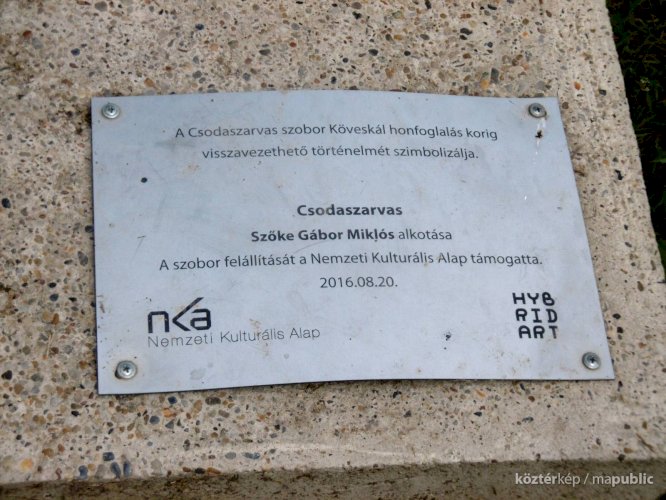 A Csodaszarvas szobor Köveskál honfoglalás korig
visszavezethető történelmét szimbolizálja.
Csodaszarvas
Szőke Gábor Miklós alkotása
A szobor felállítását a Nemzeti Kulturális Alap támogatta.
2016.08.20.
nka
Nemzeti Kulturális Alap
HYB
RID
ART
köztérkép / mapublic